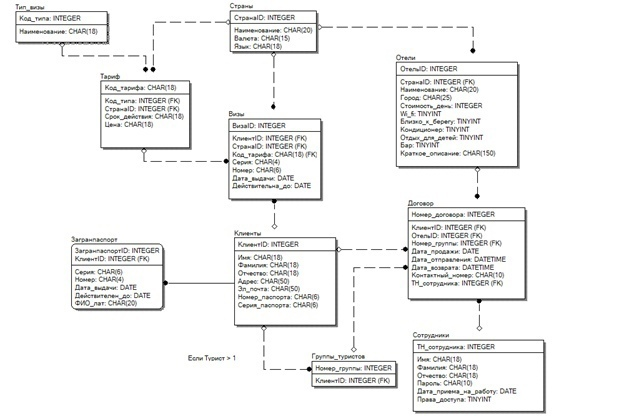 Тип_визы
Код_типа: INTEGER
Наименование: CHAR(18)
Страны
СтранаID: INTEGER
Наименование: CHAR(20)
Валюта: CHAR(15)
Язык: CHAR(18)
Тариф
Код_тарифа: CHAR(18)
Код_типа: INTEGER (FK)
СтранаID: INTEGER (FK)
Срок_действия: CHAR(18)
Цена: CHAR(18)
Отели
ОтельID: INTEGER
СтранаID: INTEGER (FK)
Наименование: CHAR(20)
Город: CHAR(25)
Стоимость_день: INTEGER
Wi_fi: TINYINT
Близко_к_берегу: TINYINT
Кондиционер: TINYINT
Отдых_для_детей: TINYINT
Бар: TINYINT
Краткое_описание: CHAR(150)
Визы
ВизаID: INTEGER
КлиентID: INTEGER (FK)
СтранаID: INTEGER (FK)
Код_тарифа: CHAR(18) (FK)
Серия: CHAR(4)
Номер: CHAR(6)
Дата_выдачи: DATE
Действительна_до: DATE
Договор
Номер_договора: INTEGER
КлиентID: INTEGER (FK)
ОтельID: INTEGER (FK)
Номер_группы: INTEGER (FK)
Дата_продажи: DATE
Дата_отправления: DATETIME
Дата_возврата: DATETIME
Контактный_номер: CHAR(10)
ТН_сотрудника: INTEGER (FK)
Загранпаспорт
ЗагранпаспортID: INTEGER
КлиентID: INTEGER (FK)
Серия: CHAR(6)
Номер: CHAR(4)
Дата_выдачи: DATE
Действителен_до: DATE
ФИО_лат: CHAR(20)
Клиенты
КлиентID: INTEGER
Имя: CHAR(18)
Фамилия: CHAR(18)
Отчество: CHAR(18)
Адрес: CHAR(50)
Эл_почта: CHAR(50)
Номер_паспорта: CHAR(6)
Серия_паспорта: CHAR(6)
Если Турист > 1
Группы_туристов
Номер_группы: INTEGER
КлиентID: INTEGER (FK)
Сотрудники
ТН_сотрудника: INTEGER
Имя: CHAR(18)
Фамилия: CHAR(18)
Отчество: CHAR(18)
Пароль: CHAR(10)
Дата_приема_на_работу: DATE
Права_доступа: TINYINT